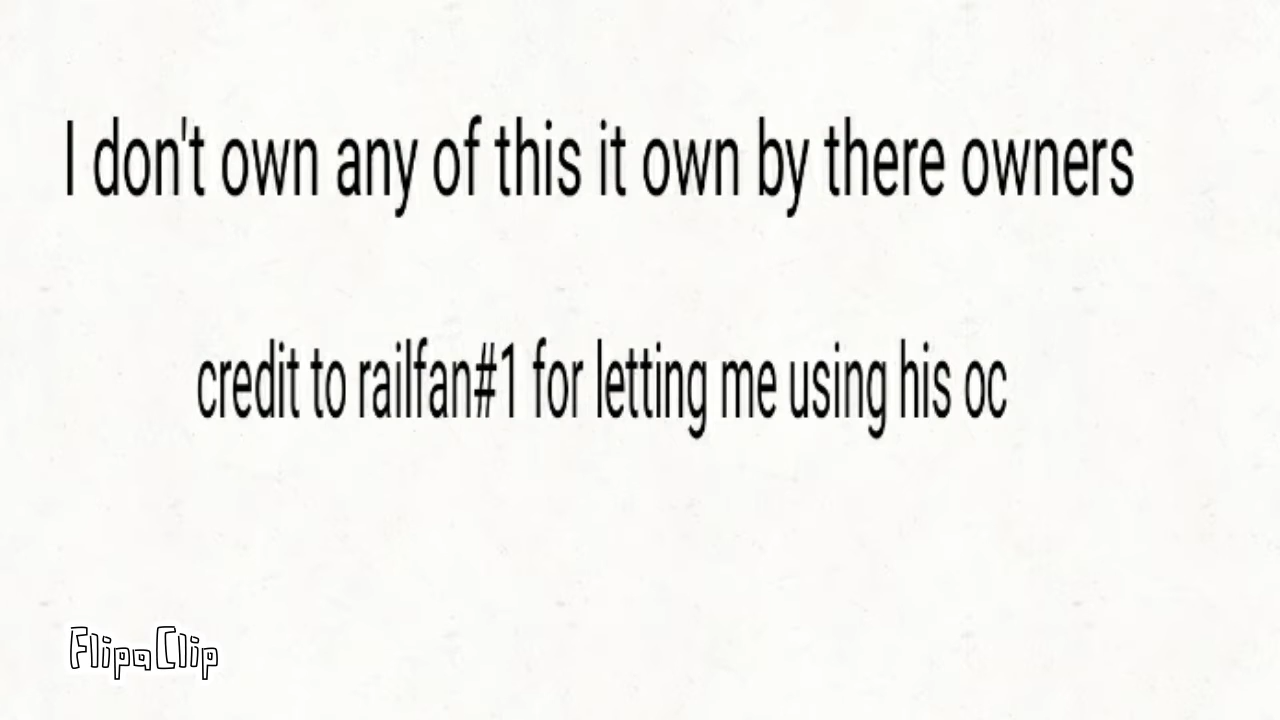 I don't own any of this it own by there owners
credit to railfan#1 for letting me using his oc
FlipaClip